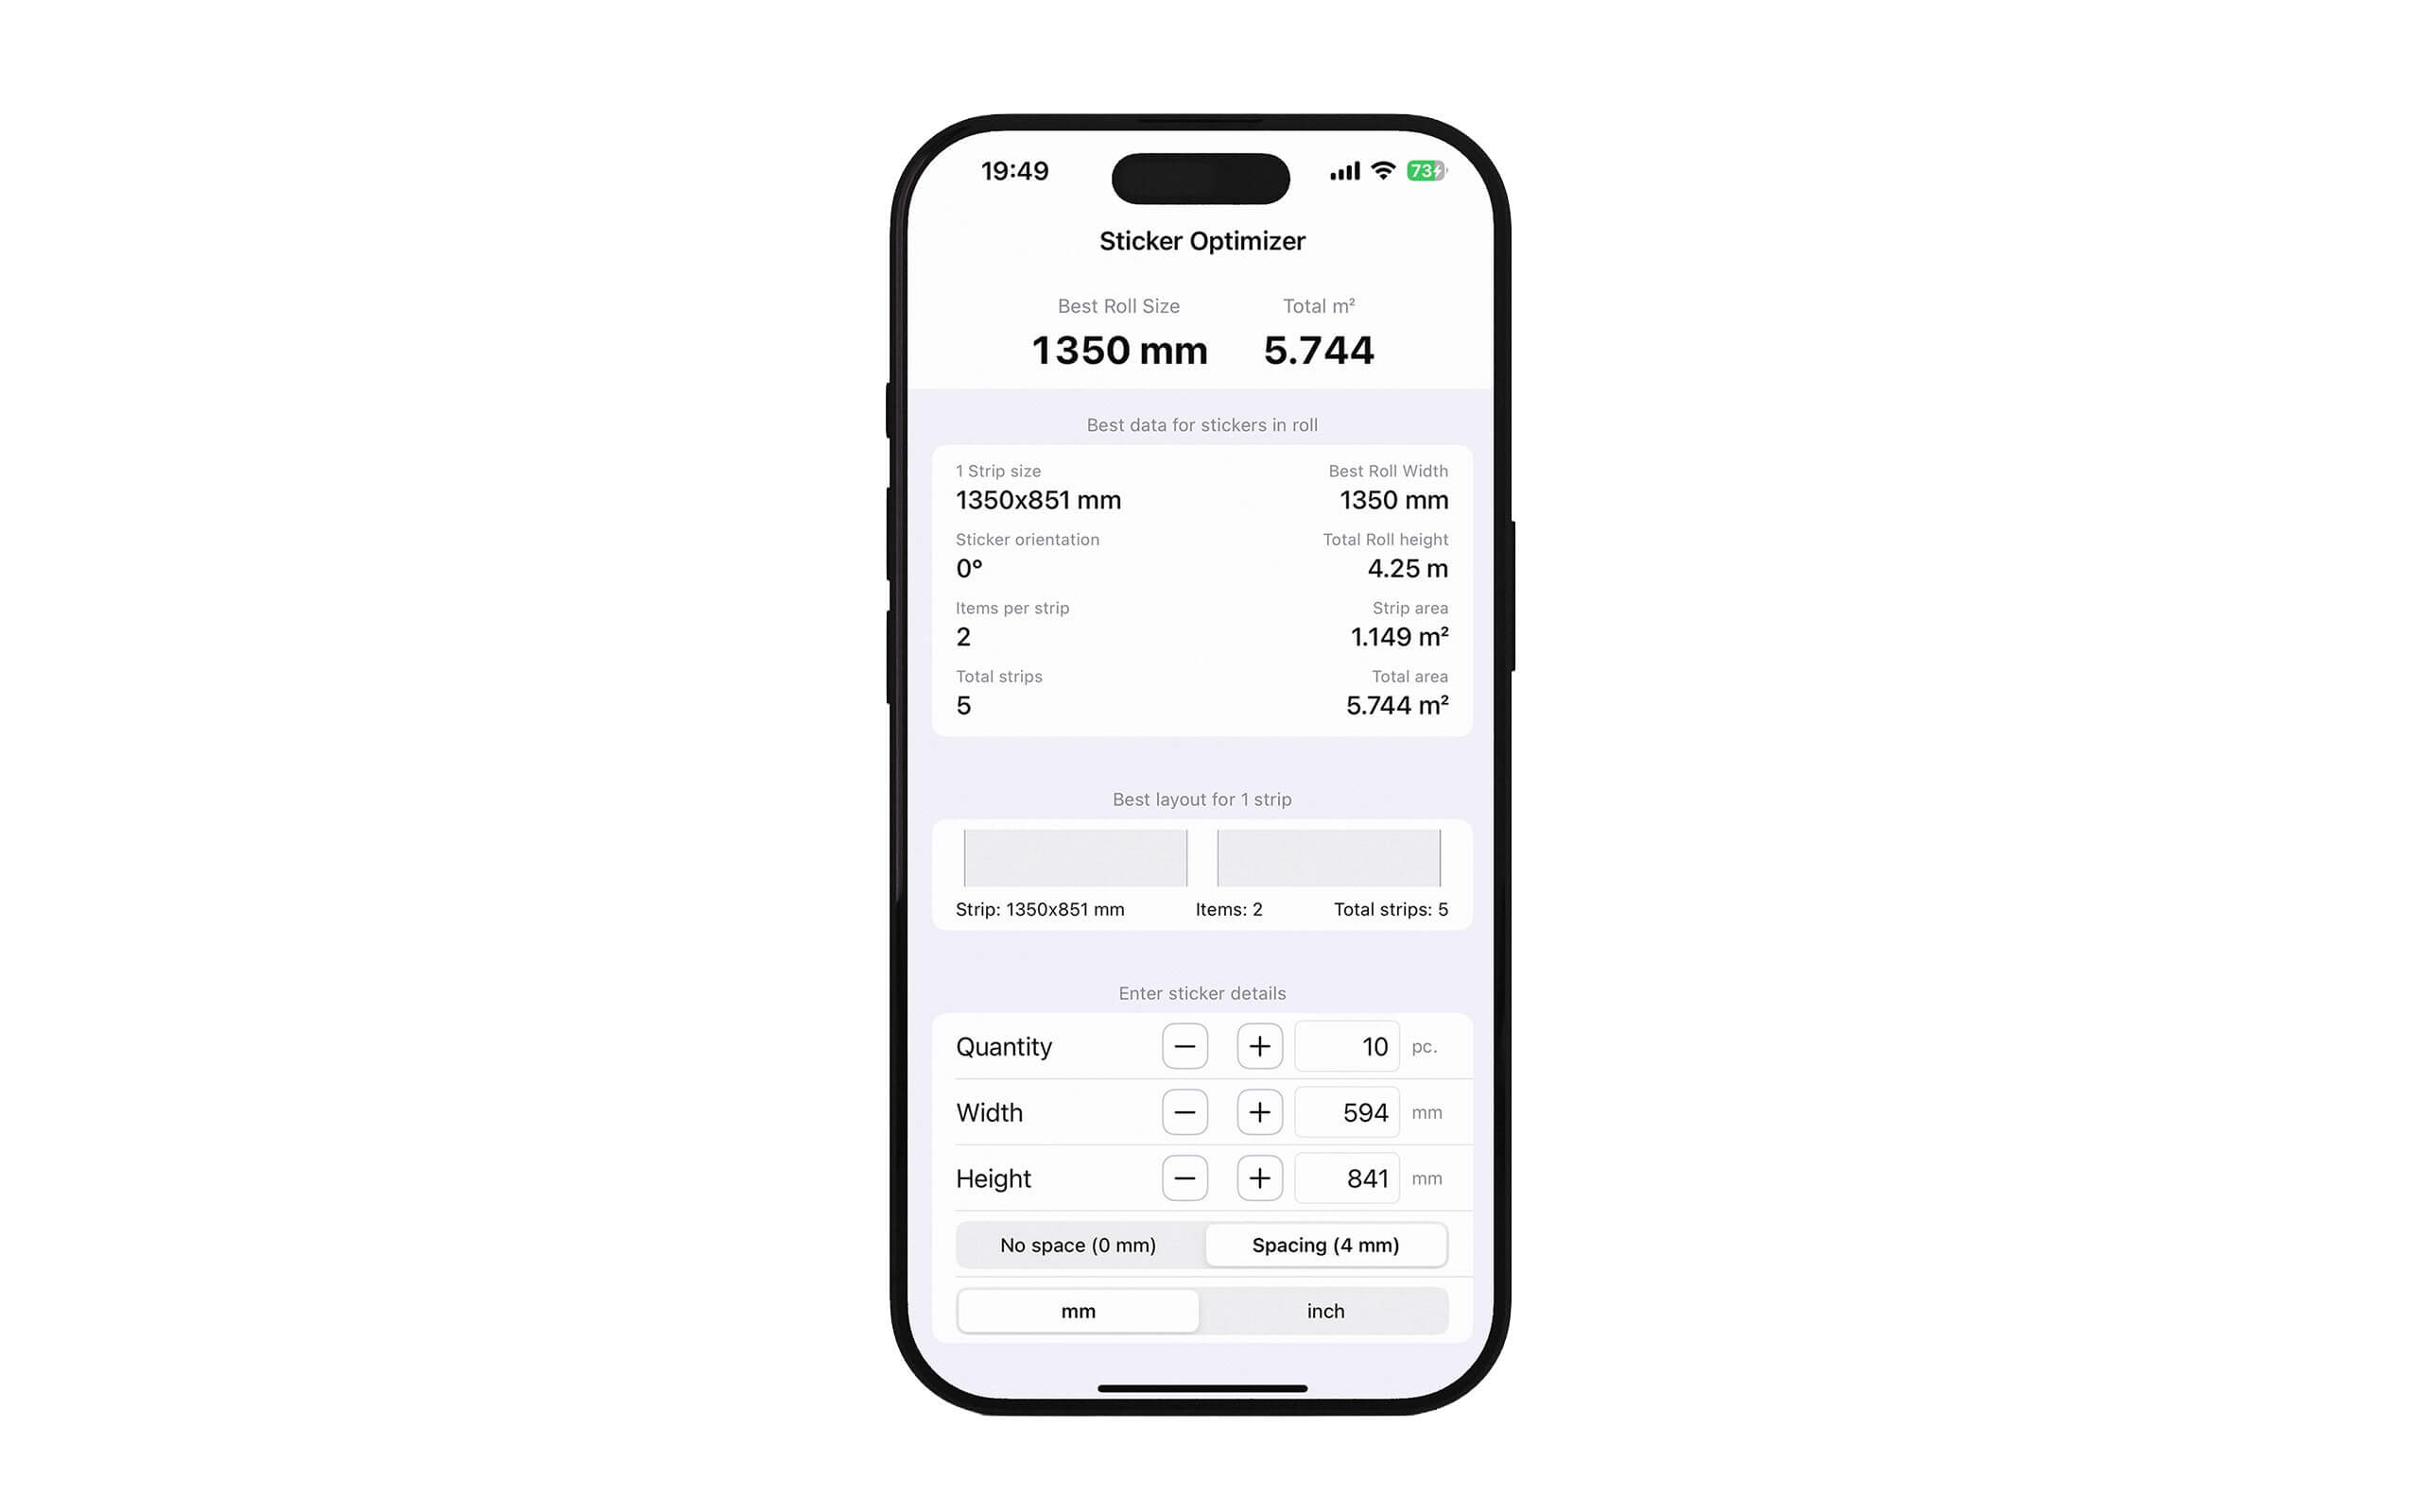 19:49
73
Sticker Optimizer
Best Roll Size Total m²
1350 mm 5.744
Best data for stickers in roll
1 Strip size Best Roll Width
1350x851 mm 1350 mm
Sticker orientation Total Roll height
0° 4.25 m
Items per strip Strip area
2 1.149 m²
Total strips Total area
5 5.744 m²
Best layout for 1 strip
Strip: 1350x851 mm Items: 2 Total strips: 5
Enter sticker details
Quantity − + 10 pc.
Width − + 594 mm
Height − + 841 mm
No space (0 mm) Spacing (4 mm)
mm inch